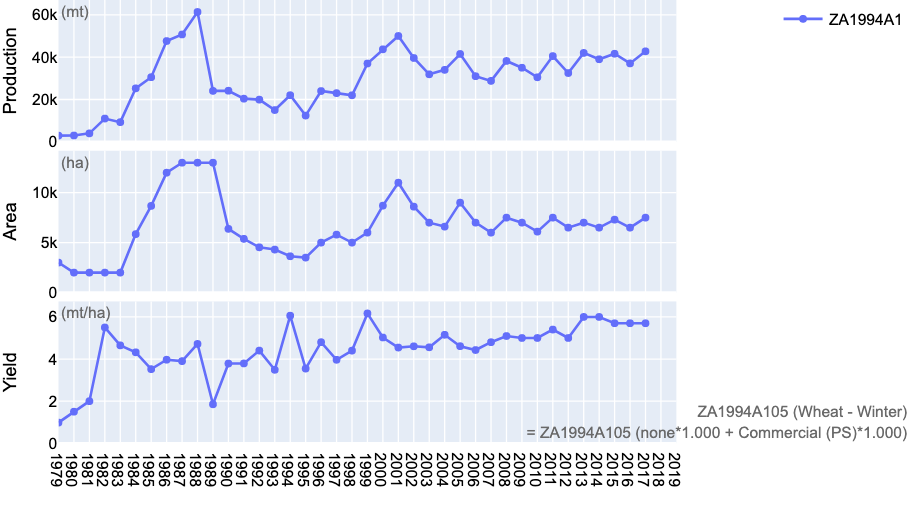 ZA1994A1
Production
(mt)
60k
40k
20k
0
Area
(ha)
10k
5k
0
Yield
(mt/ha)
6
4
2
0
1979 1980 1981 1982 1983 1984 1985 1986 1987 1988 1989 1990 1991 1992 1993 1994 1995 1996 1997 1998 1999 2000 2001 2002 2003 2004 2005 2006 2007 2008 2009 2010 2011 2012 2013 2014 2015 2016 2017 2018 2019
ZA1994A105 (Wheat - Winter)
= ZA1994A105 (none*1.000 + Commercial (PS)*1.000)